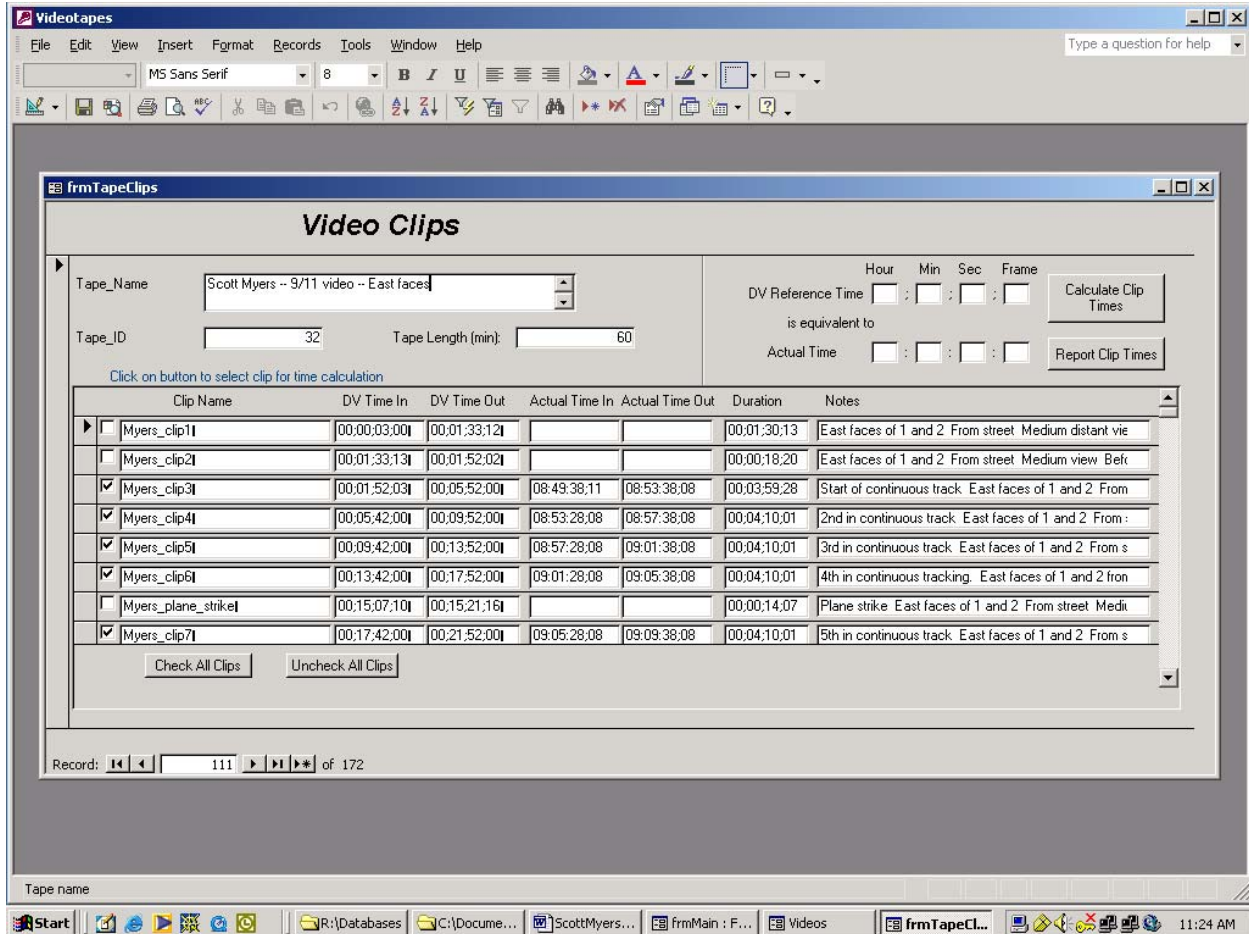 Videotapes
File Edit View Insert Format Records Tools Window Help Type a question for help
MS Sans Serif 8 B I U A
frmTapeClips
Video Clips
Hour Min Sec Frame
Tape_Name Scott Myers -- 9/11 video -- East faces DV Reference Time ; ; ; Calculate Clip Times
is equivalent to
Tape_ID 32 Tape Length (min): 60 Actual Time : : : Report Clip Times
Click on button to select clip for time calculation
Clip Name DV Time In DV Time Out Actual Time In Actual Time Out Duration Notes
Myers_clip1 00;00;03;00 00;01;33;12 00;01;30;13 East faces of 1 and 2 From street Medium distant vie
Myers_clip2 00;01;33;13 00;01;52;02 00;00;18;20 East faces of 1 and 2 From street Medium view Befo
Myers_clip3 00;01;52;03 00;05;52;00 08:49:38;11 08:53:38;08 00;03;59;28 Start of continuous track East faces of 1 and 2 From
Myers_clip4 00;05;42;00 00;09;52;00 08:53:28;08 08:57:38;08 00;04;10;01 2nd in continuous track East faces of 1 and 2 From
Myers_clip5 00;09;42;00 00;13;52;00 08:57:28;08 09:01:38;08 00;04;10;01 3rd in continuous track East faces of 1 and 2 From s
Myers_clip6 00;13;42;00 00;17;52;00 09:01:28;08 09:05:38;08 00;04;10;01 4th in continuous tracking. East faces of 1 and 2 from
Myers_plane_strike 00;15;07;10 00;15;21;16 00;00;14;07 Plane strike East faces of 1 and 2 From street Medi
Myers_clip7 00;17;42;00 00;21;52;00 09:05:28;08 09:09:38;08 00;04;10;01 5th in continuous track East faces of 1 and 2 From s
Check All Clips Uncheck All Clips
Record: 111 of 172
Tape name
Start R:\Databases C:\Docume... ScottMyers... frmMain : F... Videos frmTapeCl... 11:24 AM